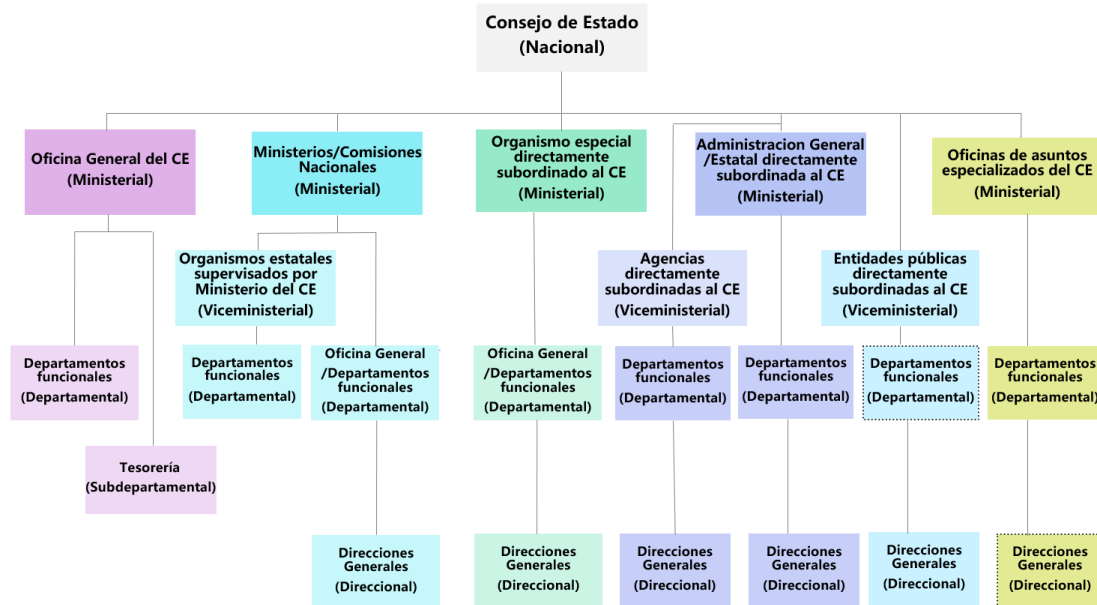 Consejo de Estado
(Nacional)
Oficina General del CE
(Ministerial)
Ministerios/Comisiones
Nacionales
(Ministerial)
Organismo especial
directamente
subordinado al CE
(Ministerial)
Administracion General
/Estatal directamente
subordinada al CE
(Ministerial)
Oficinas de asuntos
especializados del CE
(Ministerial)
Organismos estatales
supervisados por
Ministerio del CE
(Viceministerial)
Agencias
directamente
subordinadas al CE
(Viceministerial)
Entidades públicas
directamente
subordinadas al CE
(Viceministerial)
Departamentos
funcionales
(Departamental)
Departamentos
funcionales
(Departamental)
Oficina General
/Departamentos
funcionales
(Departamental)
Oficina General
/Departamentos
funcionales
(Departamental)
Departamentos
funcionales
(Departamental)
Departamentos
funcionales
(Departamental)
Departamentos
funcionales
(Departamental)
Departamentos
funcionales
(Departamental)
Tesorería
(Subdepartamental)
Direcciones
Generales
(Direccional)
Direcciones
Generales
(Direccional)
Direcciones
Generales
(Direccional)
Direcciones
Generales
(Direccional)
Direcciones
Generales
(Direccional)
Direcciones
Generales
(Direccional)